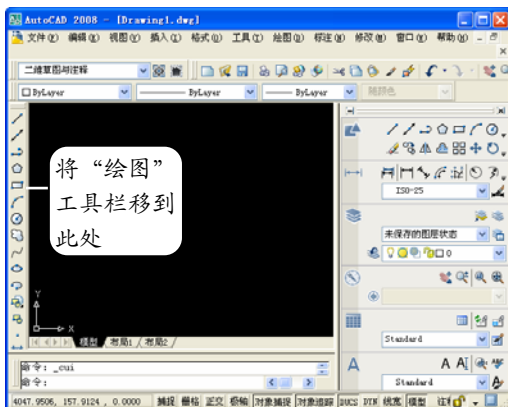 AutoCAD 2008 - [Drawing1.dwg]
文件(F) 编辑(E) 视图(V) 插入(I) 格式(O) 工具(T) 绘图(D) 标注(N) 修改(M) 窗口(W) 帮助(H)
二维草图与注释
ByLayer ByLayer ByLayer 随颜色
将“绘图”
工具栏移到
此处
ISO-25
未保存的图层状态
0
Y
X
模型 布局1 布局2
Standard
命令: _cui
命令:
A A AI
Standard
4047.9506, 157.9124 , 0.0000 捕捉 栅格 正交 极轴 对象捕捉 对象追踪 DUCS DYN 线宽 模型